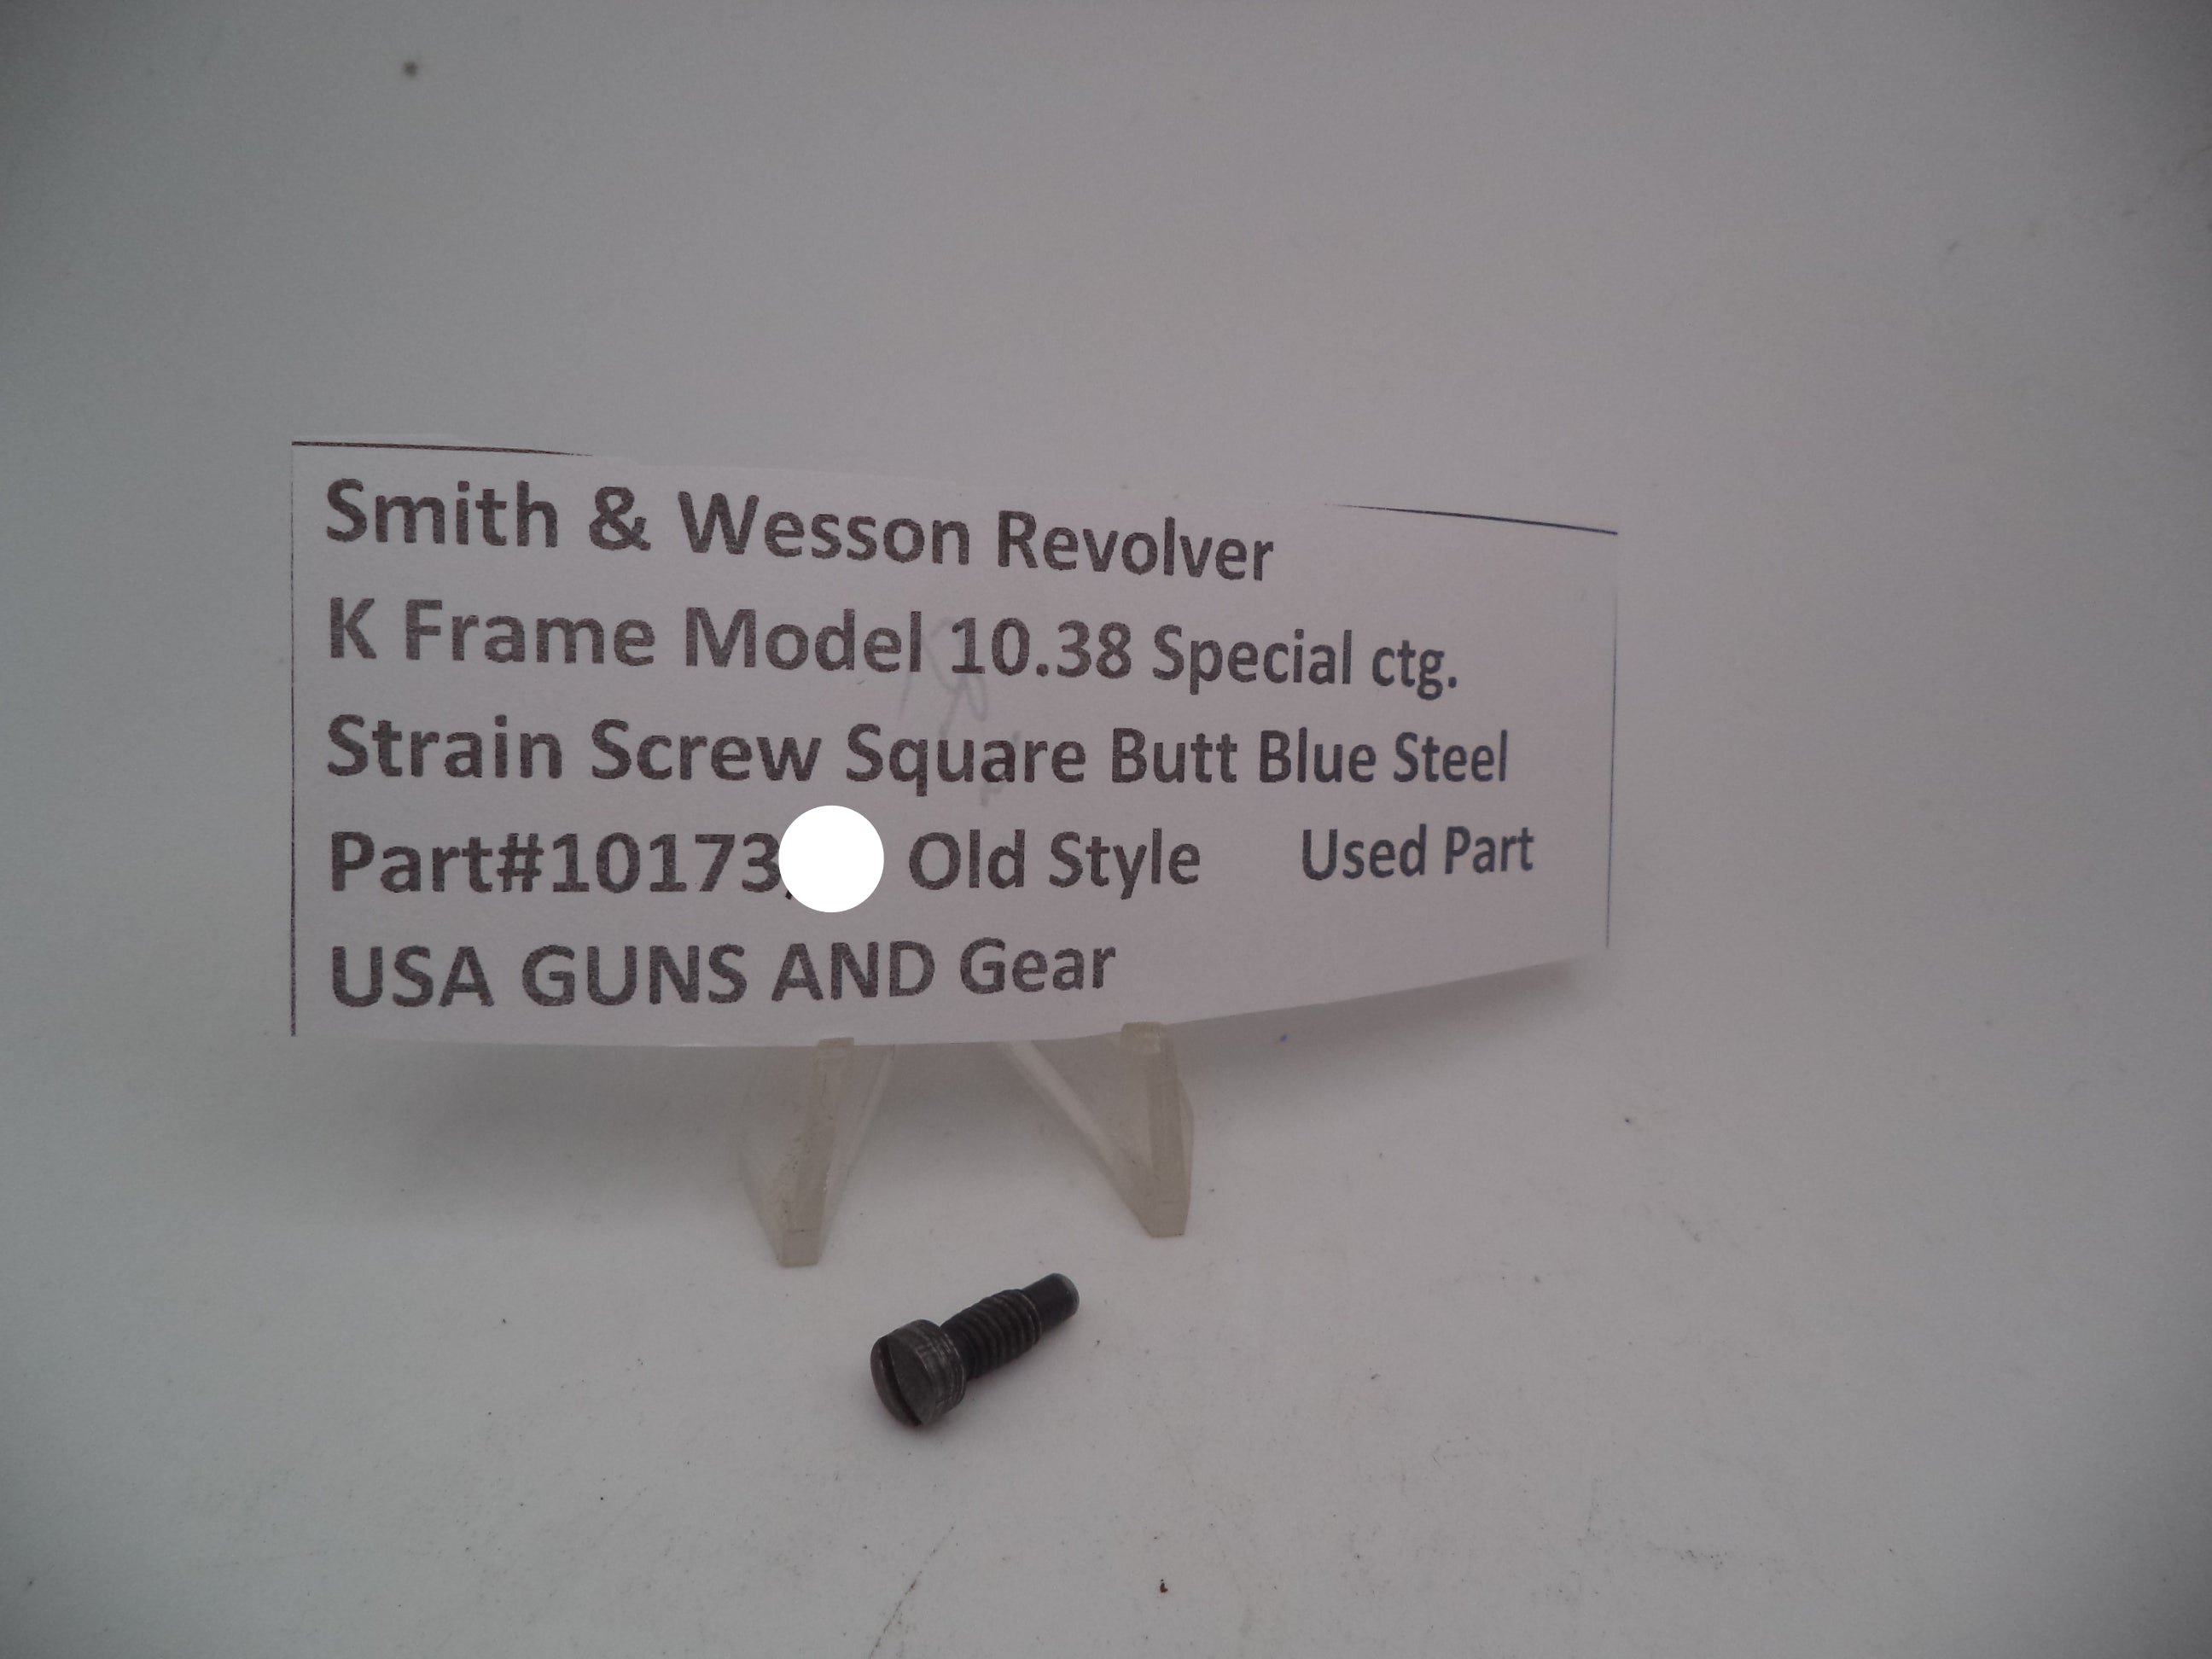 Smith & Wesson Revolver
K Frame Model 10.38 Special ctg.
Strain Screw Square Butt Blue Steel
Part#10173, Old Style Used Part
USA GUNS AND Gear